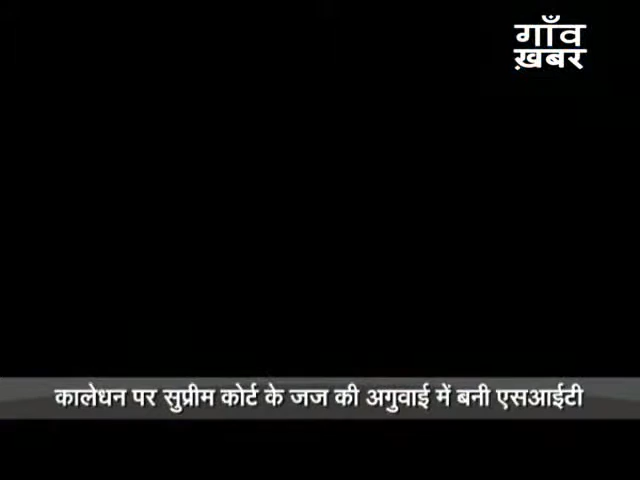 गाँव
ख़बर
कालेधन पर सुप्रीम कोर्ट के जज की अगुवाई में बनी एसआईटी